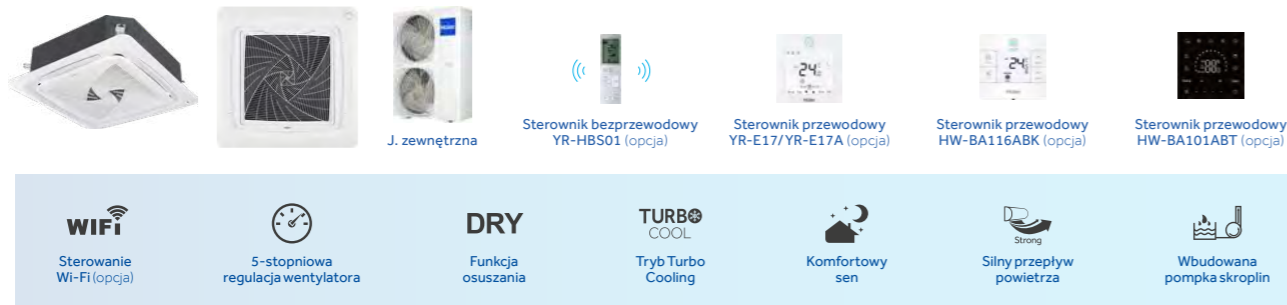 J. zewnętrzna
Sterownik bezprzewodowy
YR-HBS01 (opcja)
Sterownik przewodowy
YR-E17/YR-E17A (opcja)
Sterownik przewodowy
HW-BA116ABK (opcja)
Sterownik przewodowy
HW-BA101ABT (opcja)
WIFI
Sterowanie
Wi-Fi (opcja)
5-stopniowa
regulacja wentylatora
DRY
Funkcja
osuszania
TURBO
COOL
Tryb Turbo
Cooling
Komfortowy
sen
Strong
Silny przepływ
powietrza
Wbudowana
pompka skroplin